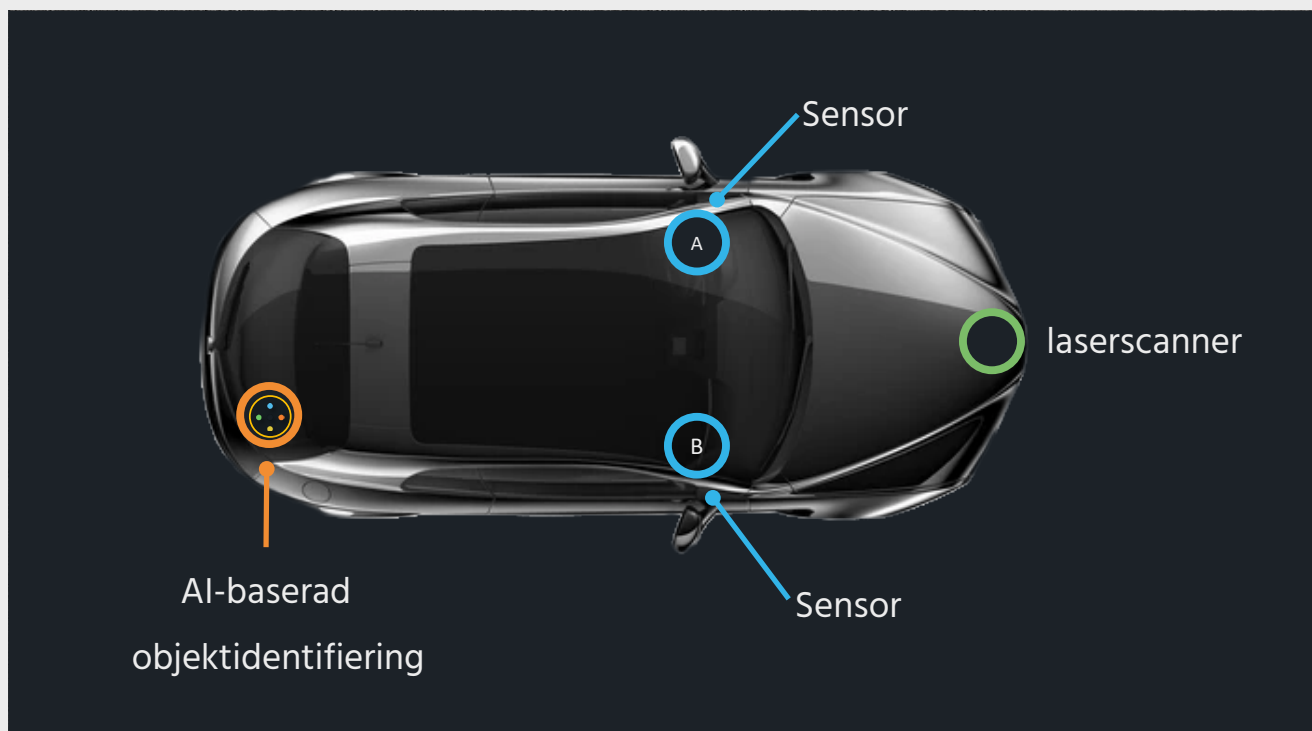 Sensor
A
laserscanner
B
AI-baserad
objektidentifiering
Sensor